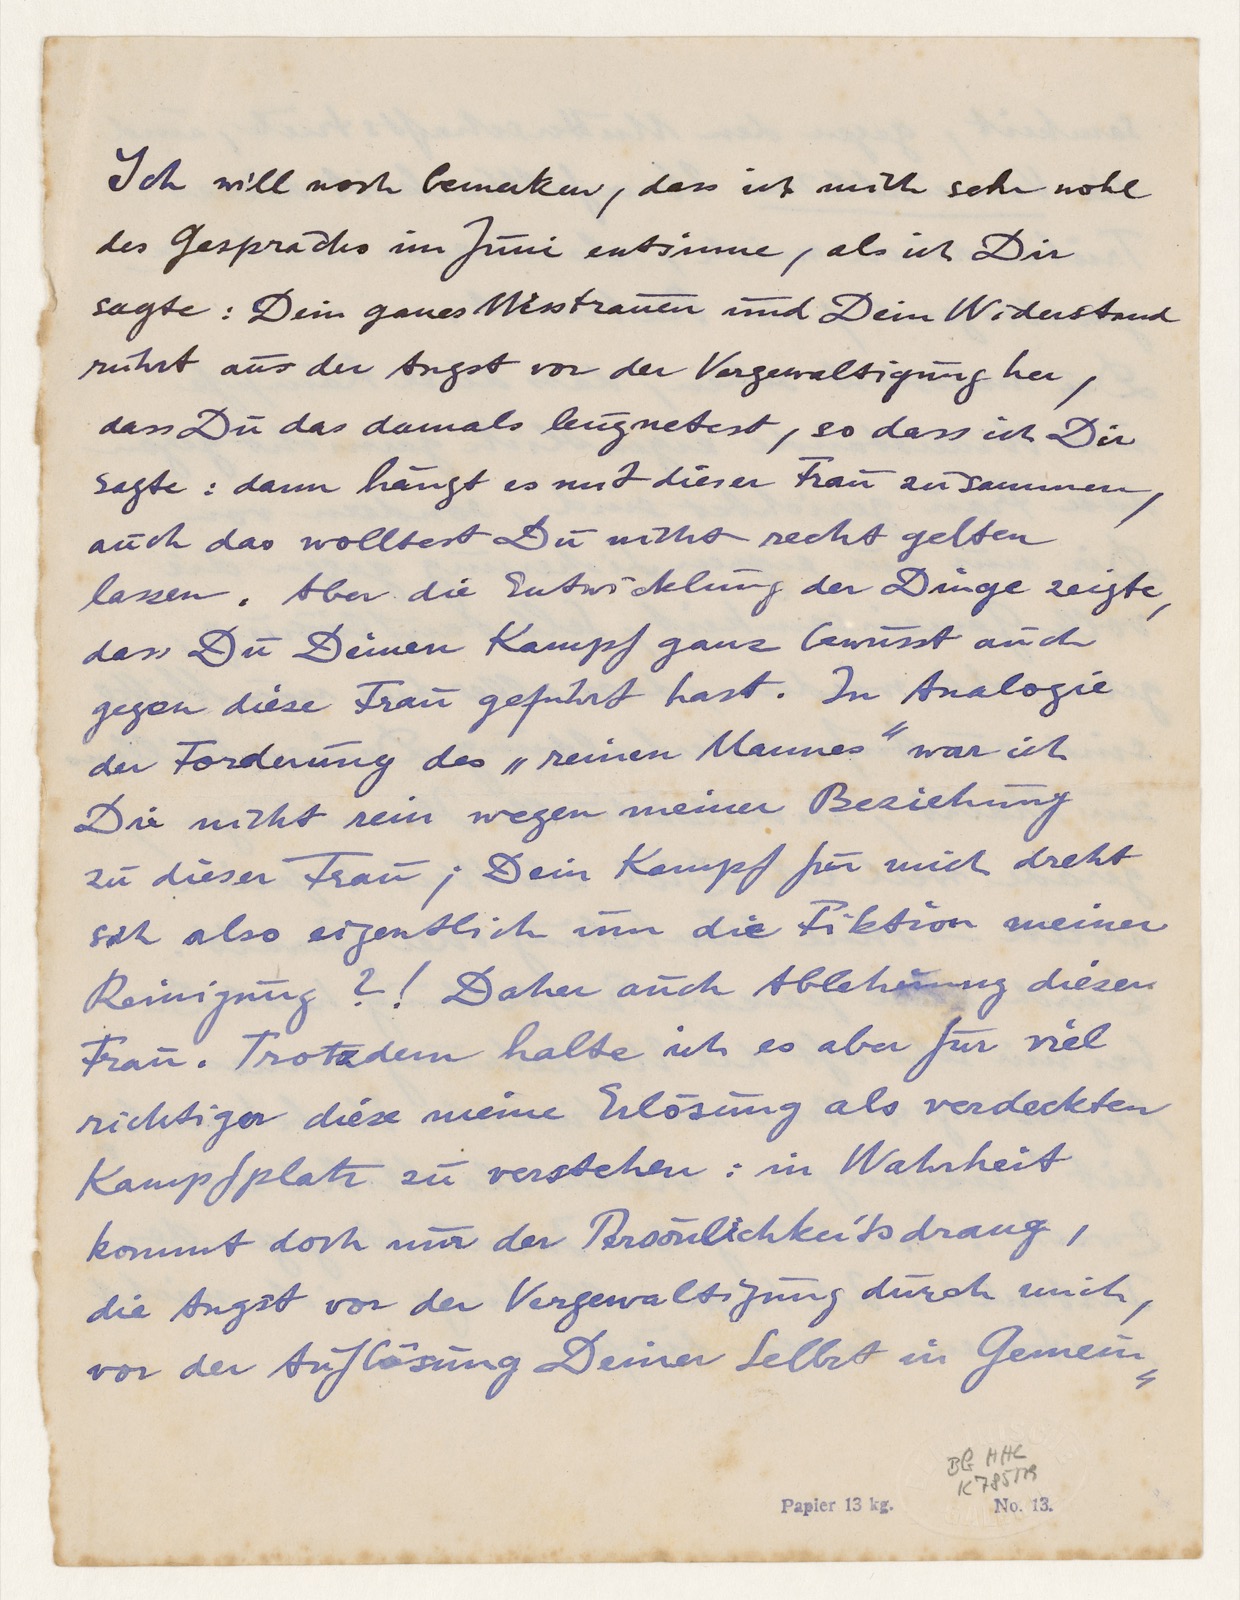 Ich will noch bemerken, dass ich mich sehr wohl
des Gesprächs im Juni entsinne, als ich Dir
sagte: Dein ganzes Misstrauen und Dein Widerstand
rührt aus der Angst vor der Vergewaltigung her,
dass Du das damals leugnetest, so dass ich Dir
sagte: dann hängt es mit dieser Frau zusammen,
auch das wolltest Du nicht recht gelten
lassen. Aber die Entwicklung der Dinge zeigte,
dass Du Deinen Kampf ganz bewusst auch
gegen diese Frau geführt hast. In Analogie
der Forderung des „reinen Mannes“ war ich
Dir nicht rein wegen meiner Beziehung
zu dieser Frau; Dein Kampf für mich dreht
sich also eigentlich um die Fiktion meiner
Reinigung?! Daher auch Ablehnung dieser
Frau. Trotzdem halte ich es aber für viel
richtiger diese meine Erlösung als verdeckten
Kampfplatz zu verstehen: in Wahrheit
kommt doch nur der Persönlichkeitsdrang,
die Angst vor der Vergewaltigung durch mich,
vor der Auflösung Deiner Selbst in Gemein„
BG HHC
K 785/79
Papier 13 kg. No. 13.